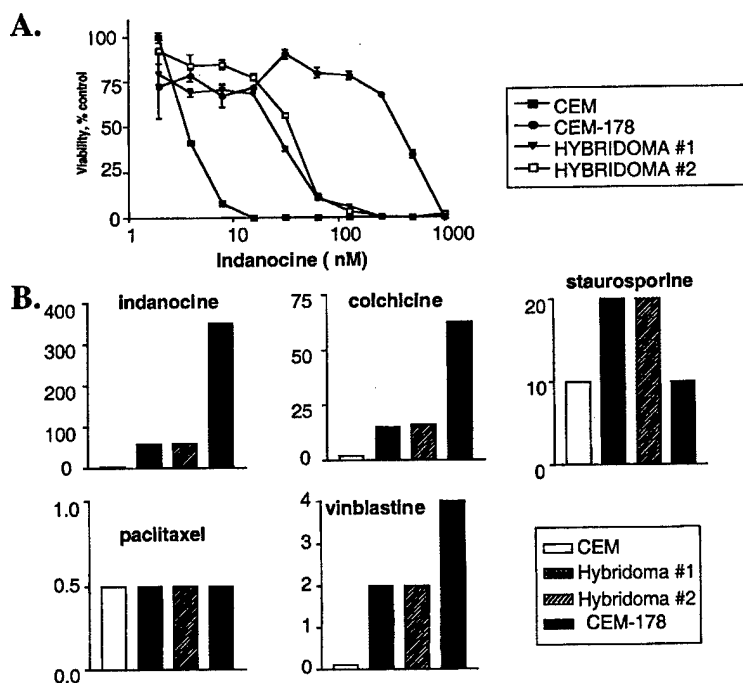 A.
100
75
50
25
0
Viability, % control
1
10
100
1000
Indanocine ( nM)
CEM
CEM-178
HYBRIDOMA #1
HYBRIDOMA #2
B.
indanocine
400
300
200
100
0
colchicine
75
50
25
0
staurosporine
20
10
0
paclitaxel
1.0
0.5
0.0
vinblastine
4
3
2
1
0
CEM
Hybridoma #1
Hybridoma #2
CEM-178